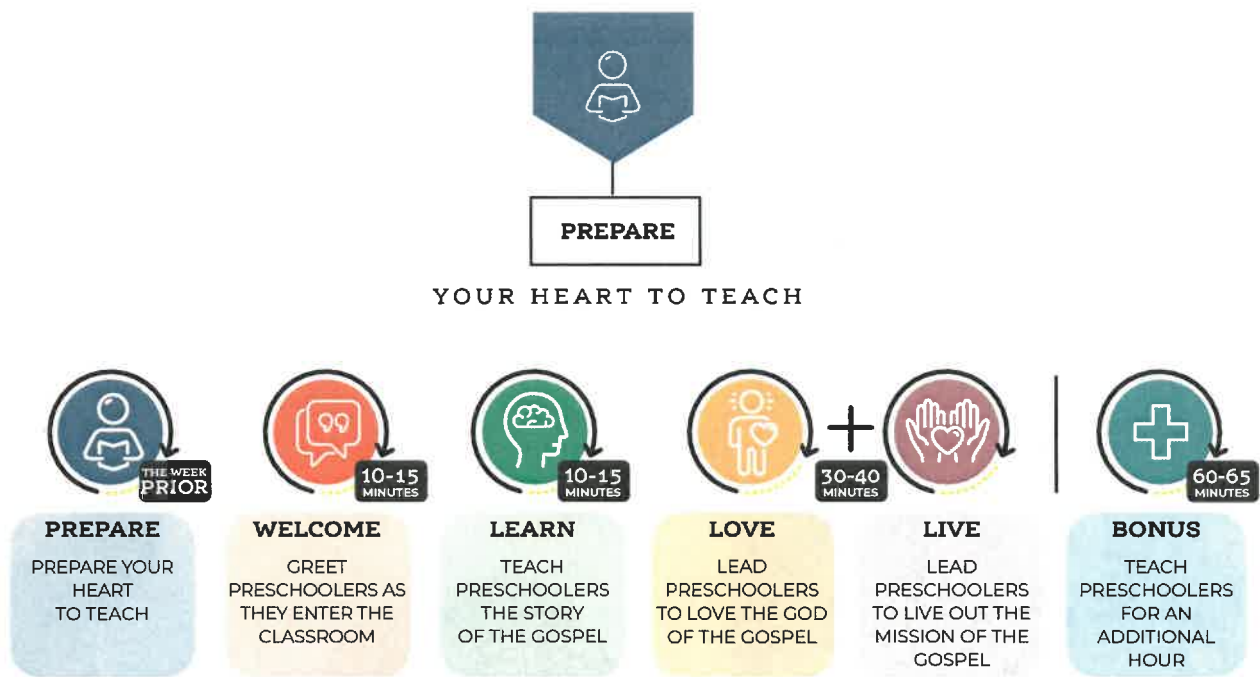 PREPARE
YOUR HEART TO TEACH
THE WEEK
PRIOR
10-15
MINUTES
10-15
MINUTES
30-40
MINUTES
60-65
MINUTES
PREPARE
PREPARE YOUR
HEART
TO TEACH
WELCOME
GREET
PRESCHOOLERS AS
THEY ENTER THE
CLASSROOM
LEARN
TEACH
PRESCHOOLERS
THE STORY
OF THE GOSPEL
LOVE
LEAD
PRESCHOOLERS
TO LOVE THE GOD
OF THE GOSPEL
LIVE
LEAD
PRESCHOOLERS
TO LIVE OUT THE
MISSION OF THE
GOSPEL
BONUS
TEACH
PRESCHOOLERS
FOR AN
ADDITIONAL
HOUR